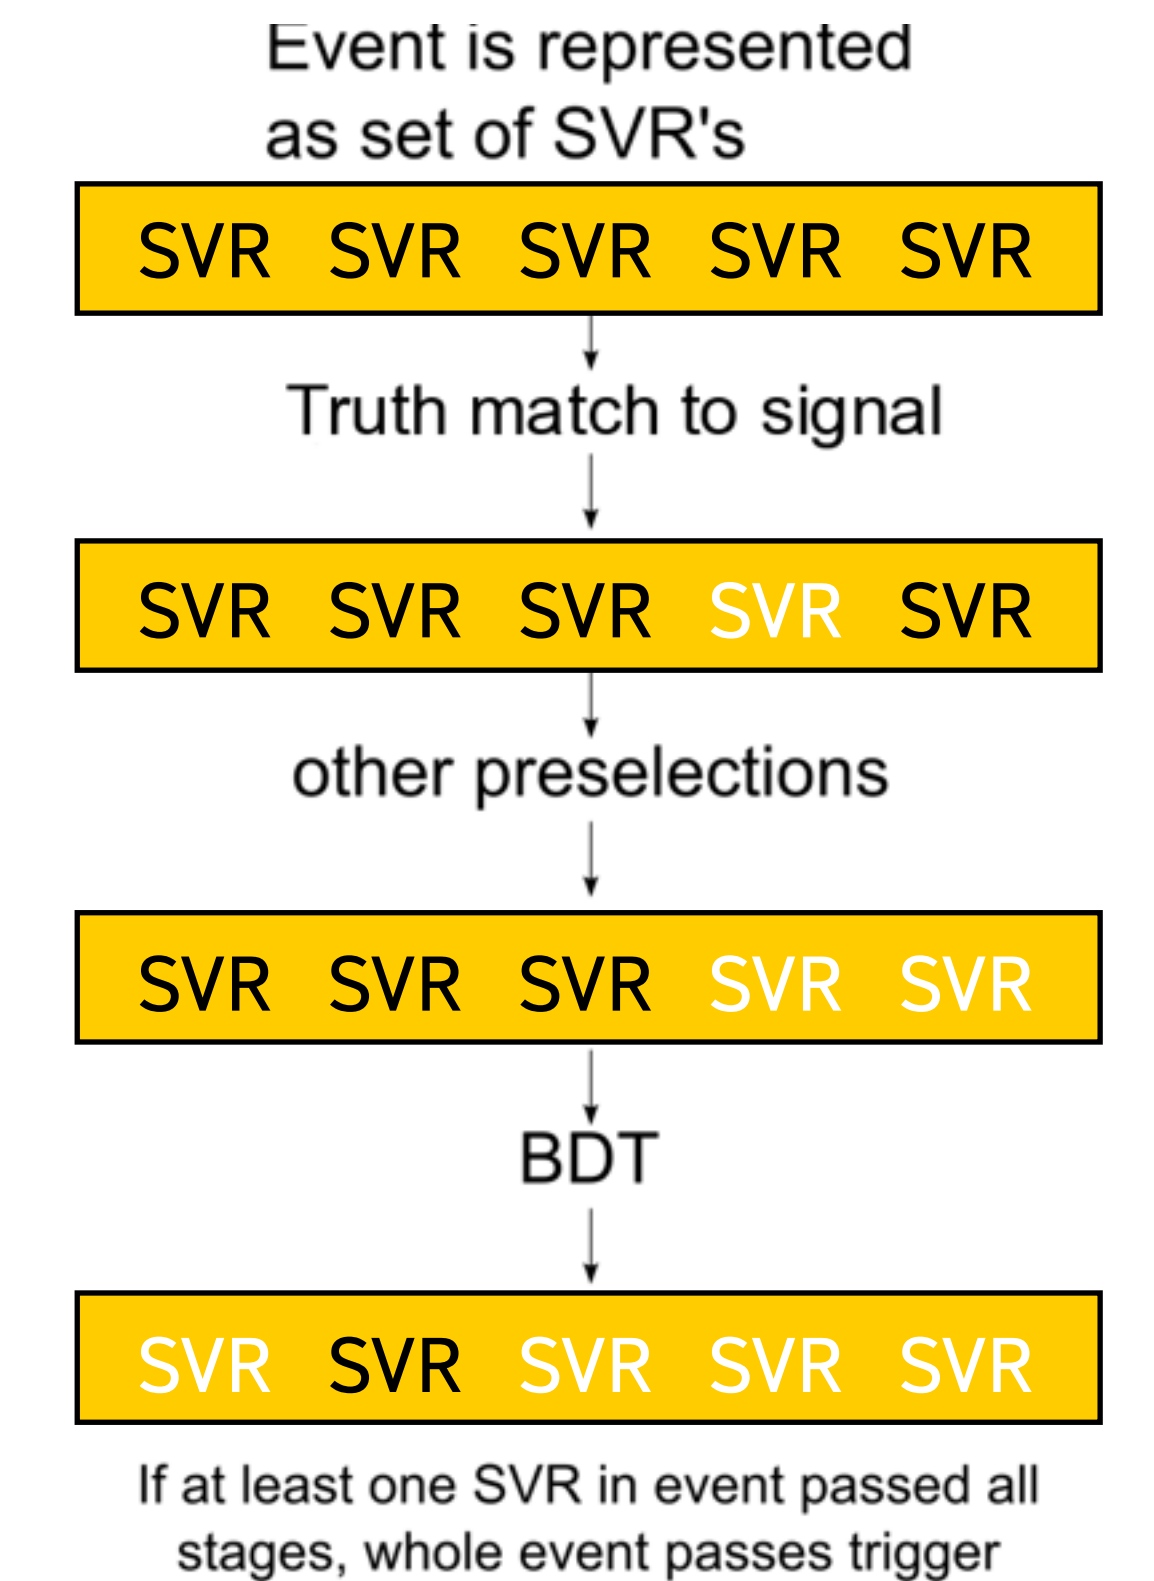 Event is represented
as set of SVR's
SVR SVR SVR SVR SVR
Truth match to signal
SVR SVR SVR SVR SVR
other preselections
SVR SVR SVR SVR SVR
BDT
SVR SVR SVR SVR SVR
If at least one SVR in event passed all
stages, whole event passes trigger